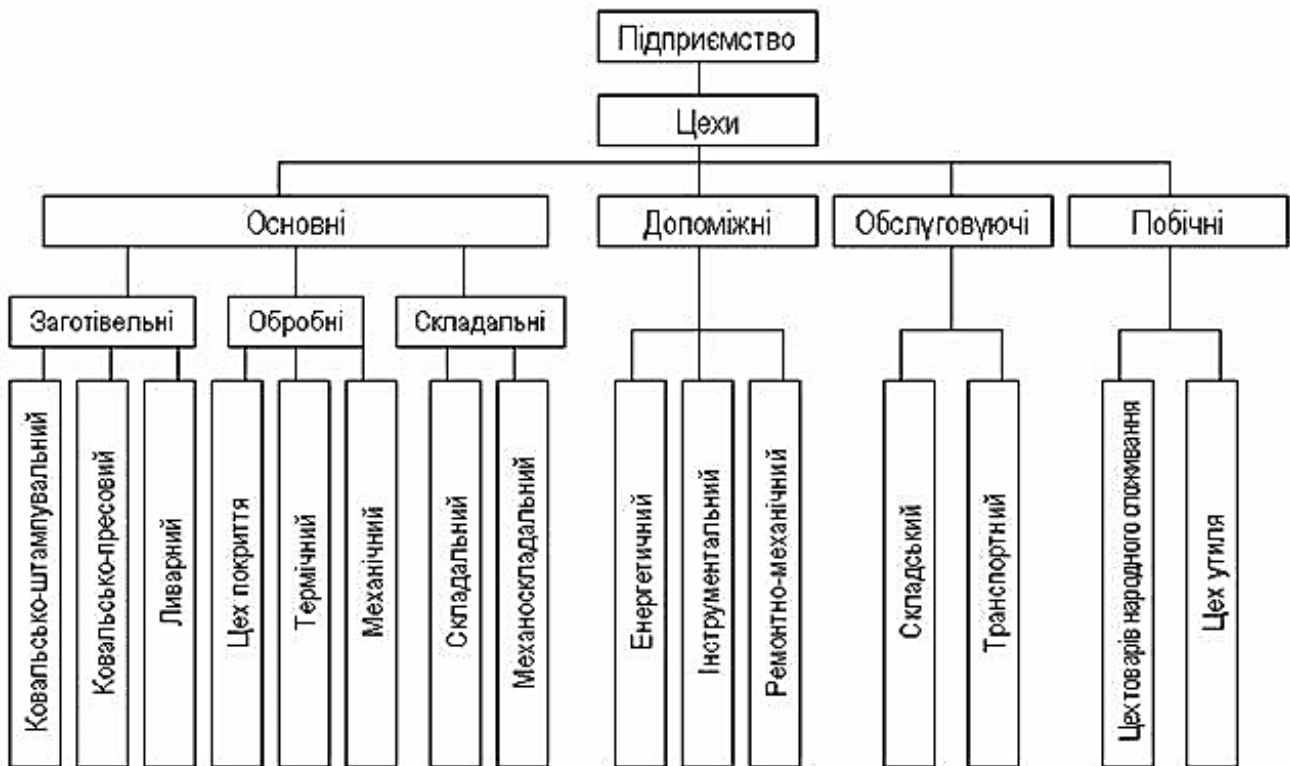 Підприємство
Цехи
Основні
Допоміжні
Обслуговуючі
Побічні
Заготівельні
Обробні
Складальні
Ковальсько-штампувальний
Ковальсько-пресовий
Ливарний
Цех покриття
Термічний
Механічний
Складальний
Механоскладальний
Енергетичний
Інструментальний
Ремонтно-механічний
Складський
Транспортний
Цех товарів народного споживання
Цех утиля